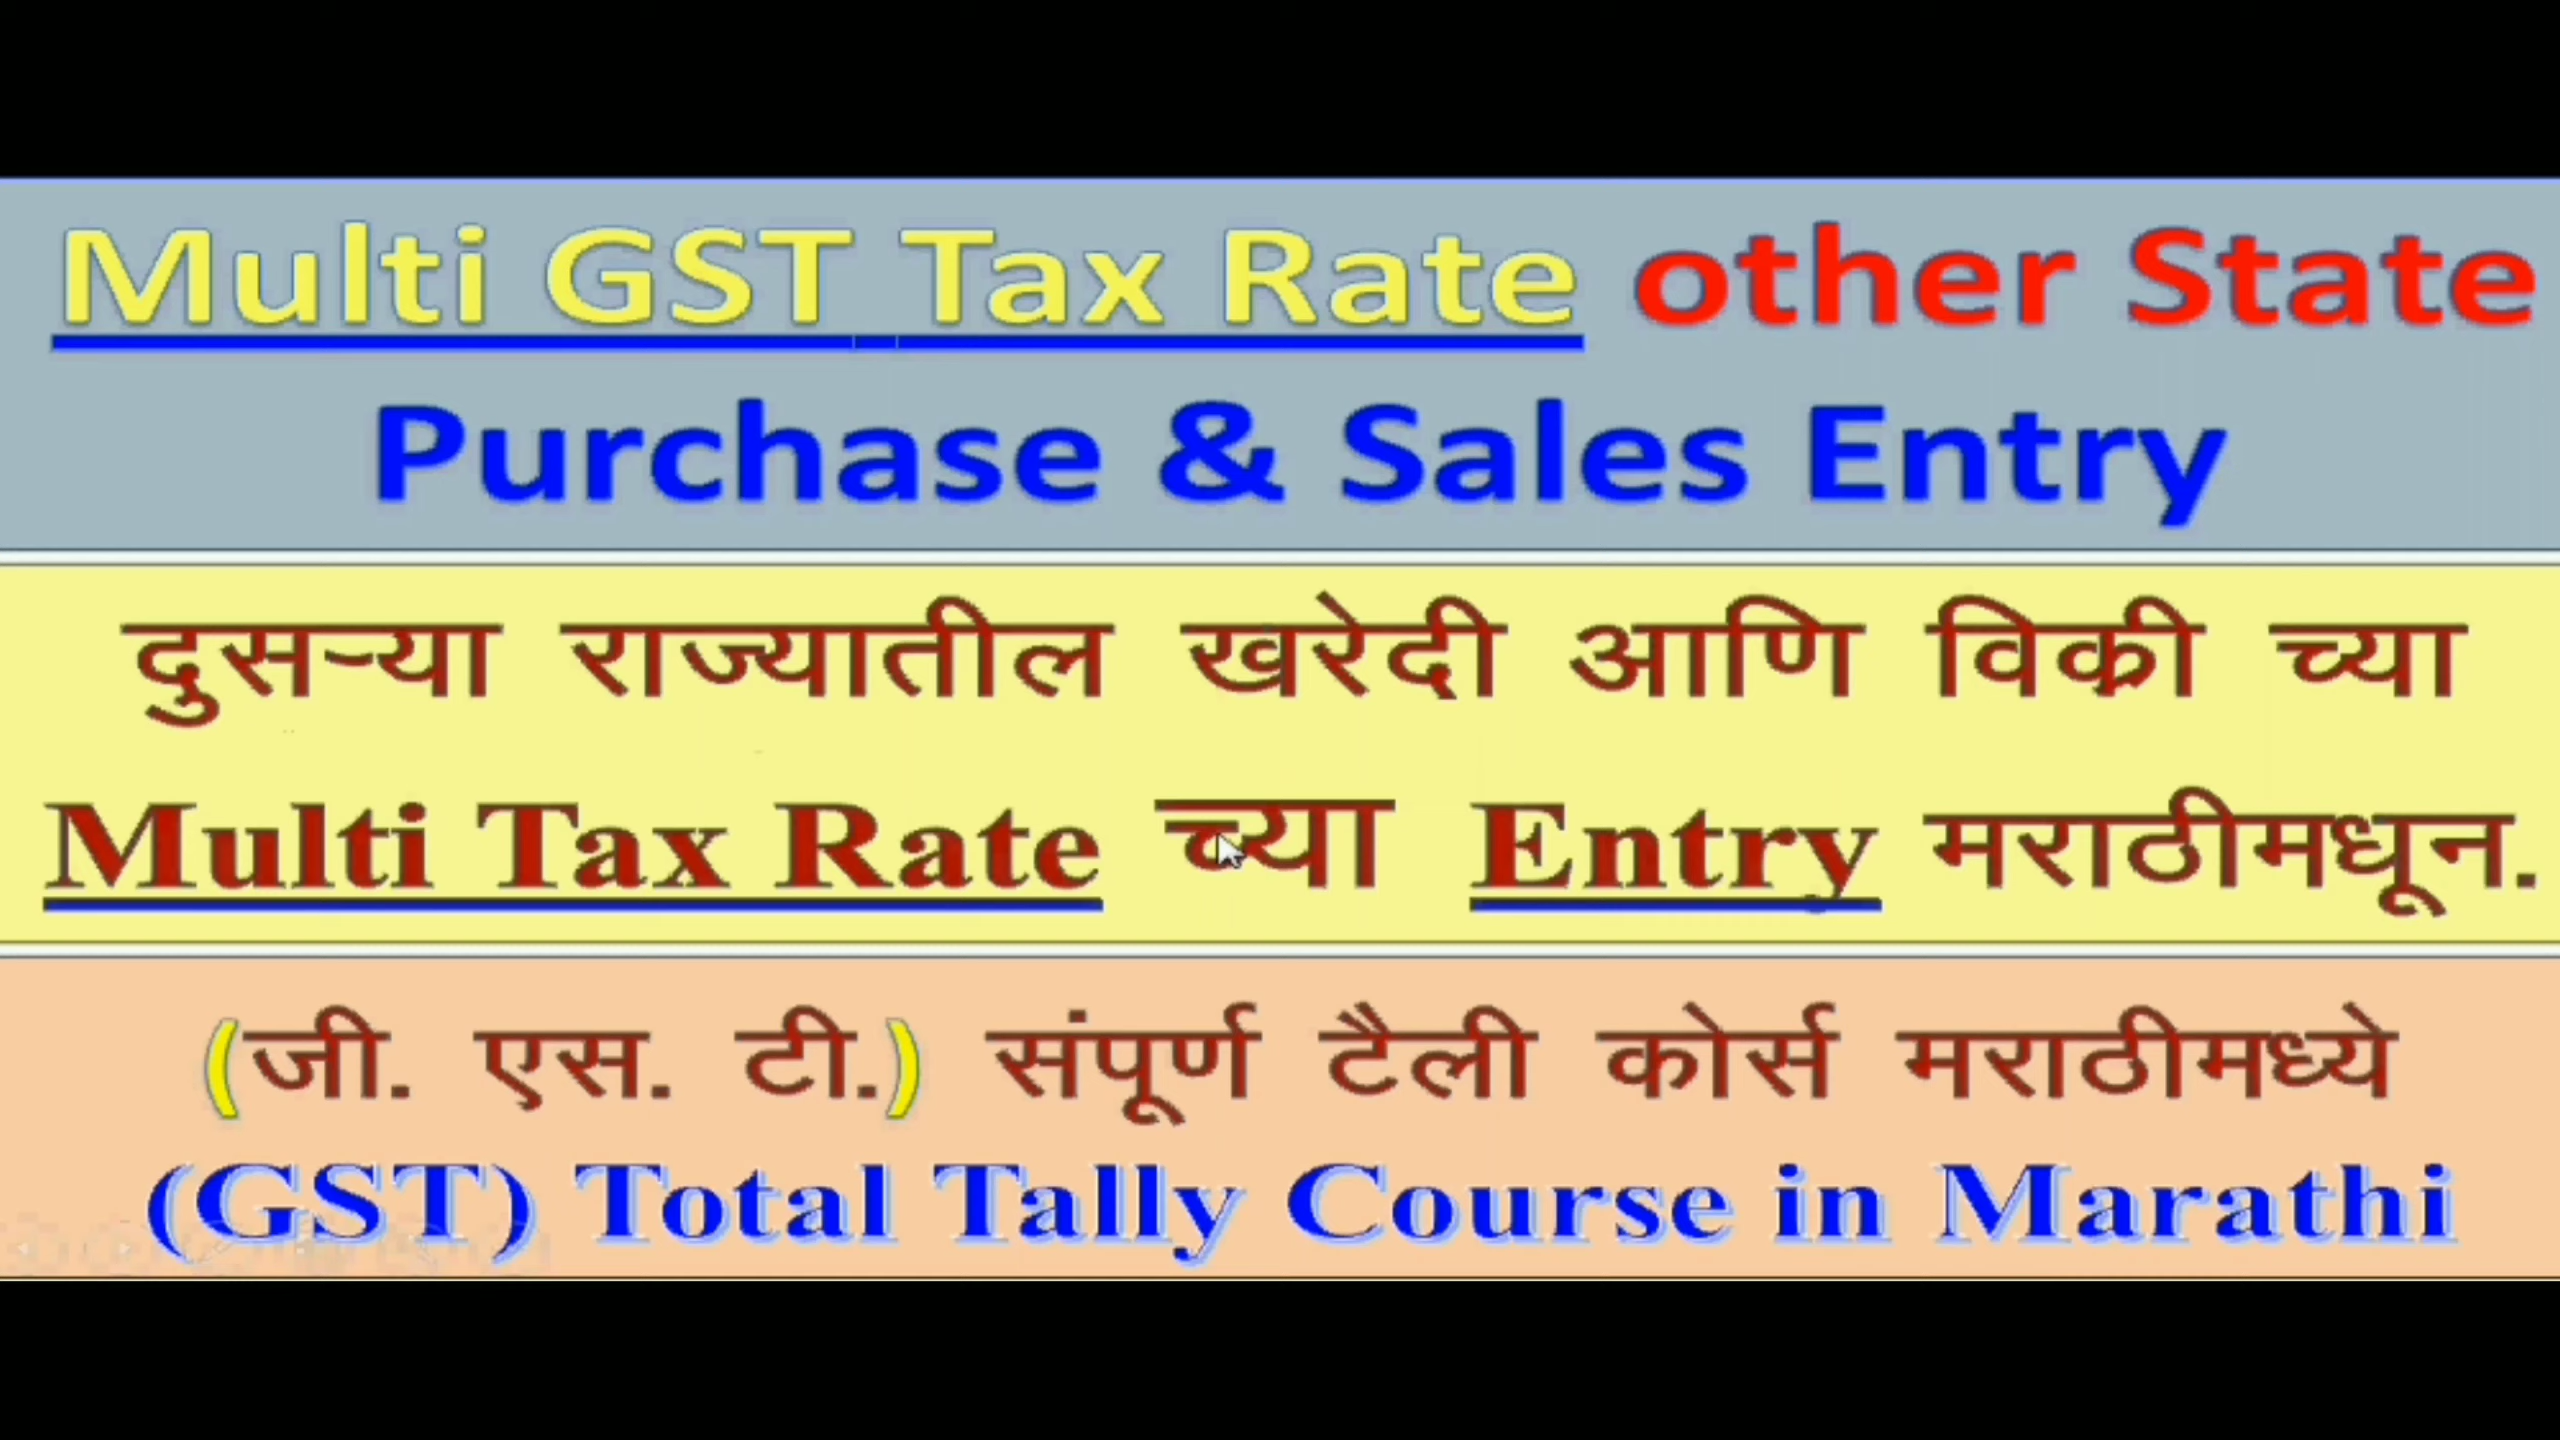 Multi GST Tax Rate other State
Purchase & Sales Entry
दुसऱ्या राज्यातील खरेदी आणि विक्री च्या
Multi Tax Rate च्या Entry मराठीमधून.
(जी. एस. टी.) संपूर्ण टैली कोर्स मराठीमध्ये
(GST) Total Tally Course in Marathi